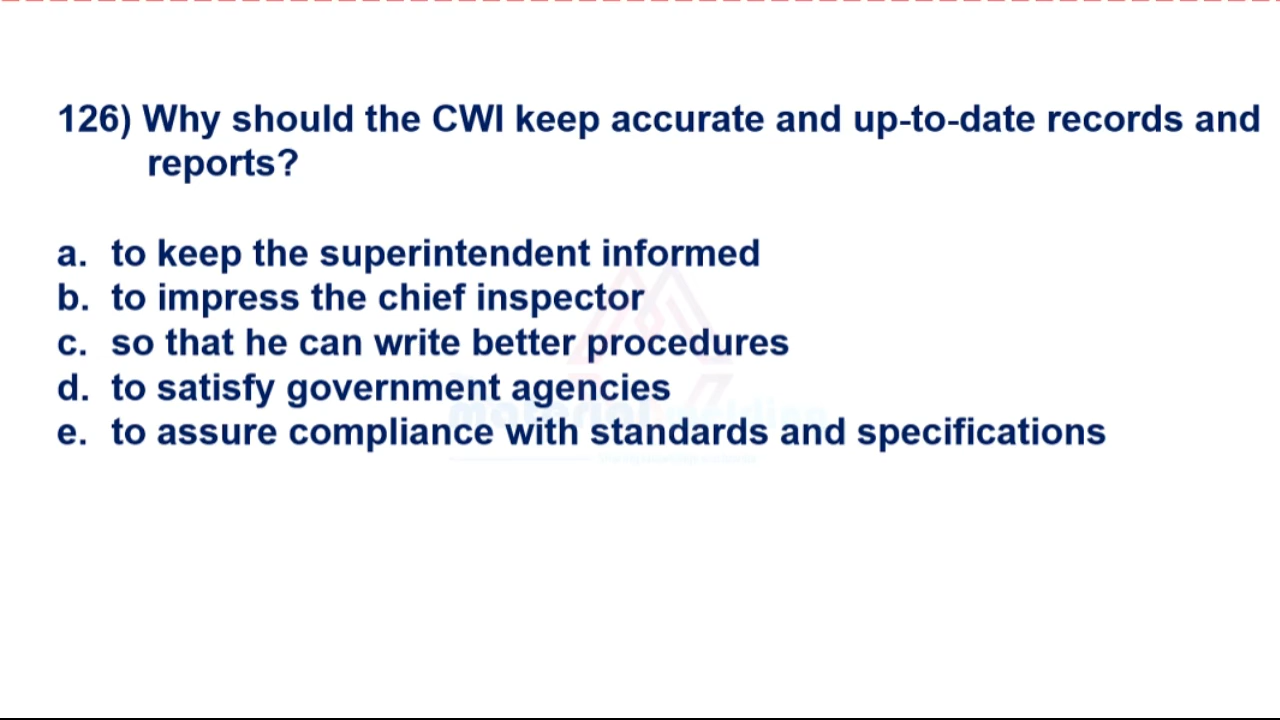 126) Why should the CWI keep accurate and up-to-date records and
reports?
a. to keep the superintendent informed
b. to impress the chief inspector
c. so that he can write better procedures
d. to satisfy government agencies
e. to assure compliance with standards and specifications